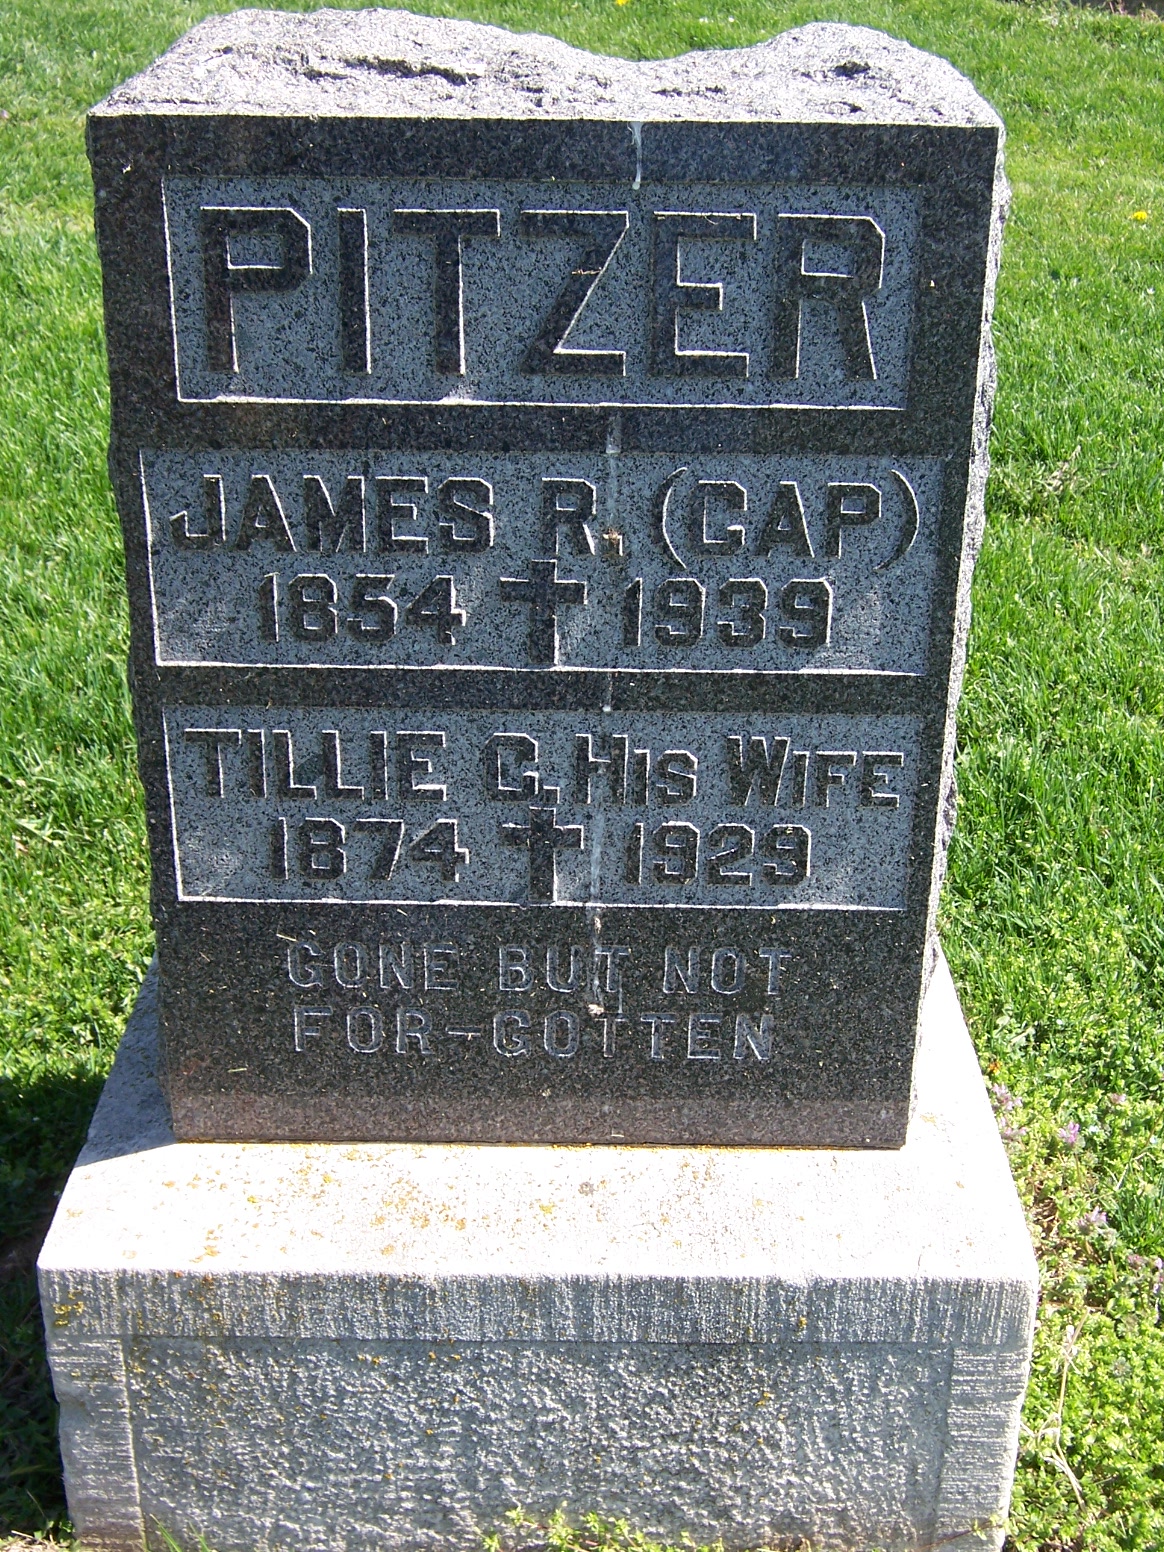 PITZER
JAMES R. (CAP)
1854 1939
TILLIE C. HIS WIFE
1874 1929
GONE BUT NOT
FOR-GOTTEN